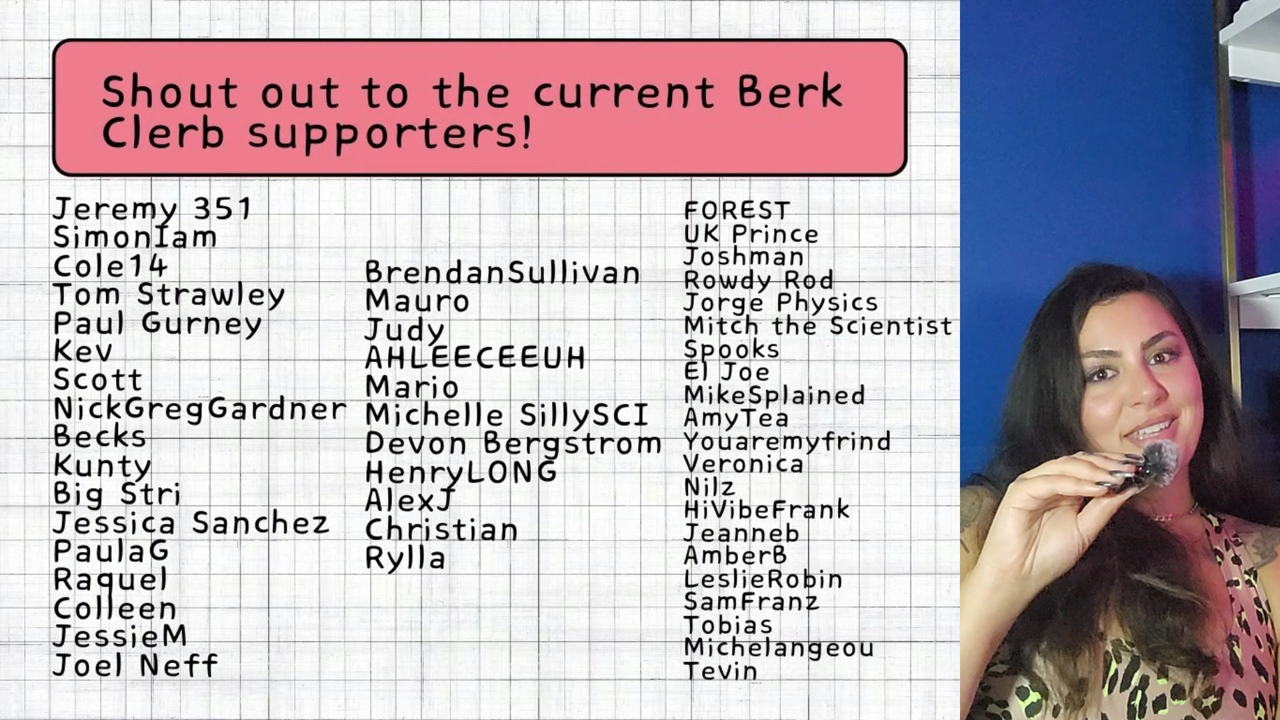 Shout out to the current Berk
Clerb supporters!
Jeremy 351
SimonIam
Cole14
Tom Strawley
Paul Gurney
Kev
Scott
NickGregGardner
Becks
Kunty
Big Stri
Jessica Sanchez
PaulaG
Raquel
Colleen
JessieM
Joel Neff
BrendanSullivan
Mauro
Judy
AHLEECEEUH
Mario
Michelle SillySCI
Devon Bergstrom
HenryLONG
AlexJ
Christian
Rylla
FOREST
UK Prince
Joshman
Rowdy Rod
Jorge Physics
Mitch the Scientist
Spooks
El Joe
MikeSplained
AmyTea
Youaremyfrind
Veronica
Nilz
HiVibeFrank
Jeanneb
AmberB
LeslieRobin
SamFranz
Tobias
Michelangeou
Tevin